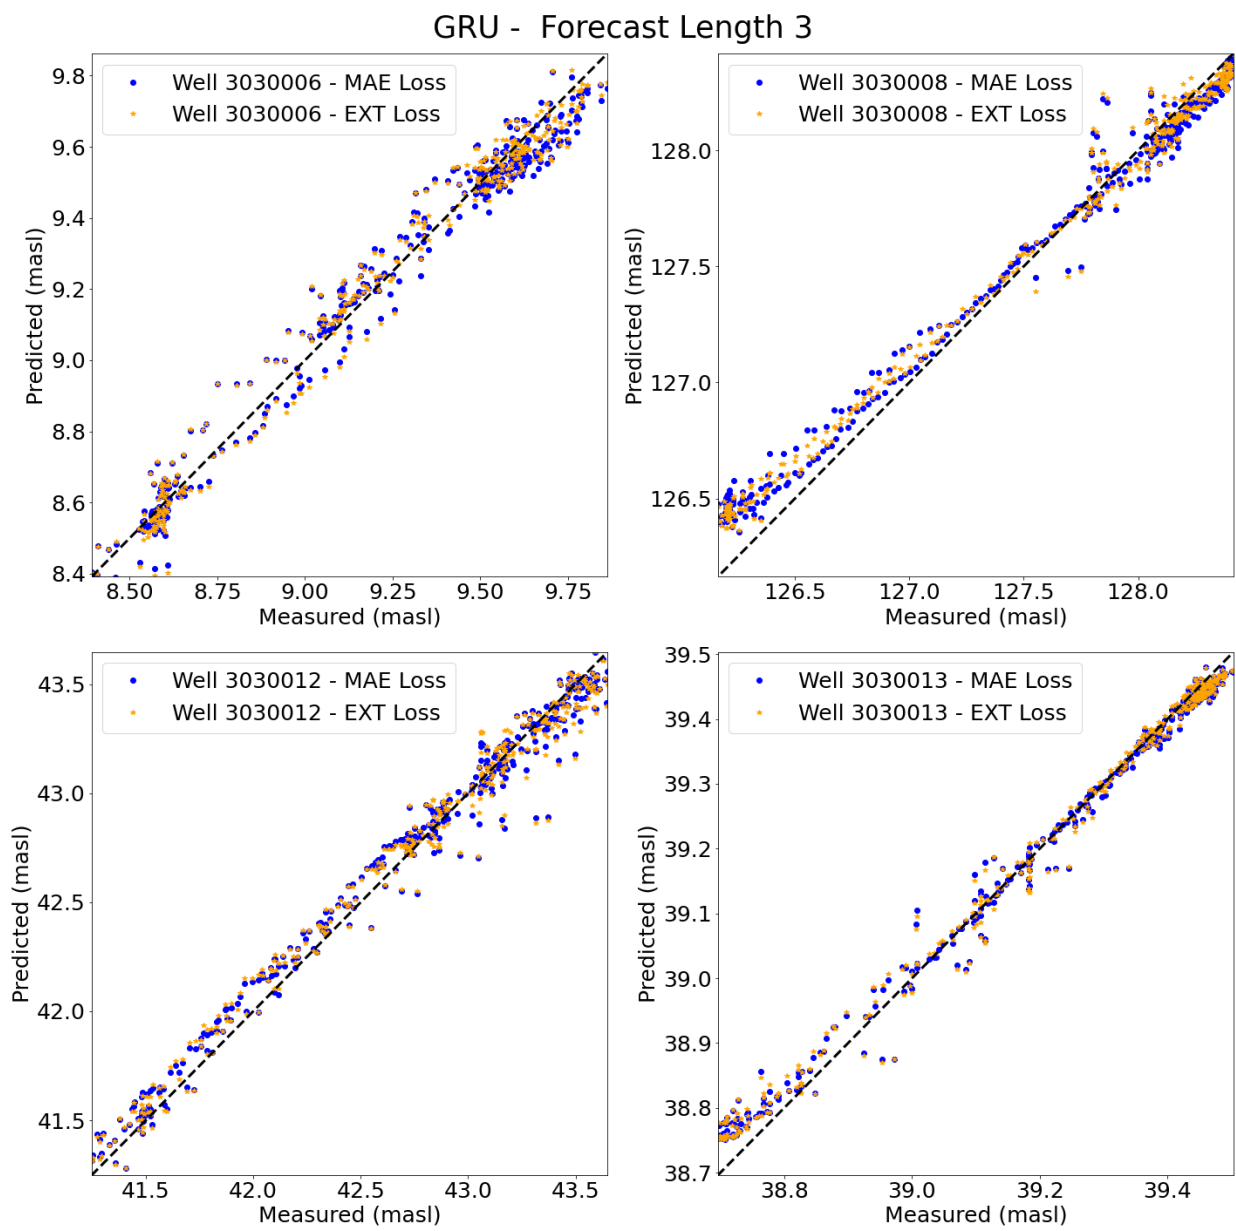 GRU -  Forecast Length 3
Well 3030006 - MAE Loss
Well 3030006 - EXT Loss
9.8
9.6
9.4
9.2
9.0
8.8
8.6
8.4
Predicted (masl)
8.50 8.75 9.00 9.25 9.50 9.75
Measured (masl)
Well 3030008 - MAE Loss
Well 3030008 - EXT Loss
128.0
127.5
127.0
126.5
Predicted (masl)
126.5 127.0 127.5 128.0
Measured (masl)
Well 3030012 - MAE Loss
Well 3030012 - EXT Loss
43.5
43.0
42.5
42.0
41.5
Predicted (masl)
41.5 42.0 42.5 43.0 43.5
Measured (masl)
Well 3030013 - MAE Loss
Well 3030013 - EXT Loss
39.5
39.4
39.3
39.2
39.1
39.0
38.9
38.8
38.7
Predicted (masl)
38.8 39.0 39.2 39.4
Measured (masl)